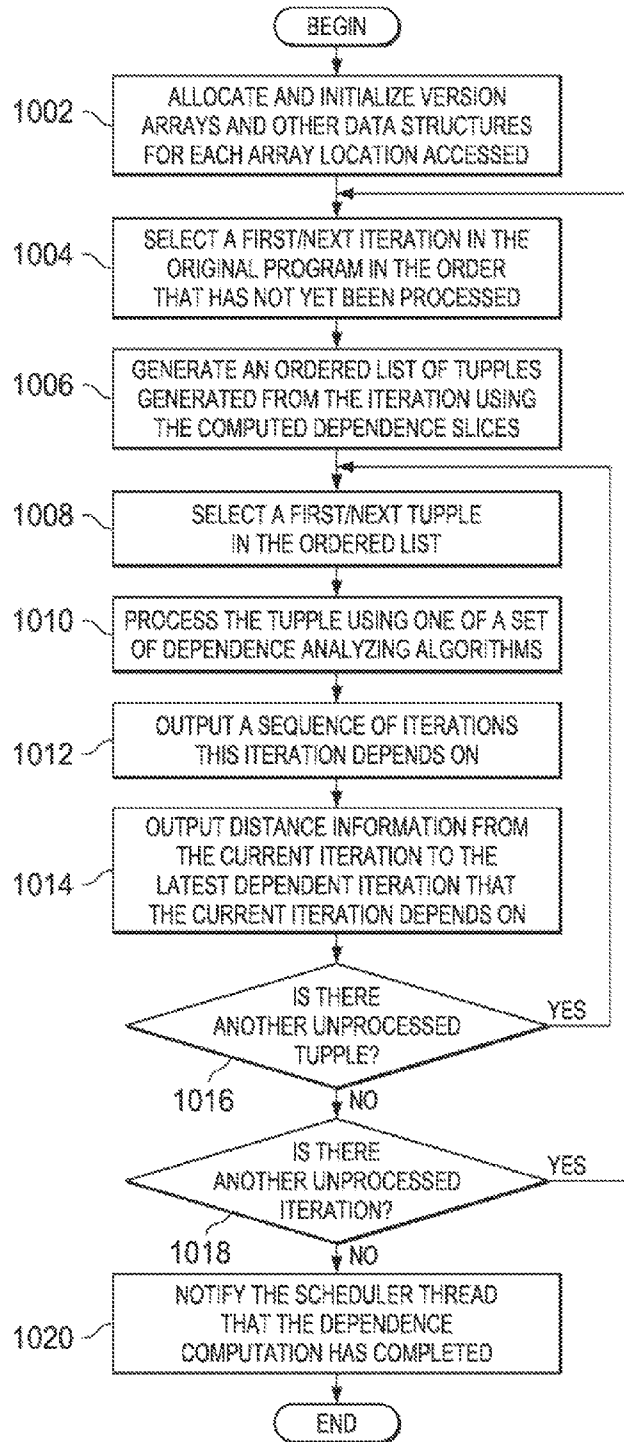 BEGIN
1002
ALLOCATE AND INITIALIZE VERSION
ARRAYS AND OTHER DATA STRUCTURES
FOR EACH ARRAY LOCATION ACCESSED
1004
SELECT A FIRST/NEXT ITERATION IN THE
ORIGINAL PROGRAM IN THE ORDER
THAT HAS NOT YET BEEN PROCESSED
1006
GENERATE AN ORDERED LIST OF TUPPLES
GENERATED FROM THE ITERATION USING
THE COMPUTED DEPENDENCE SLICES
1008
SELECT A FIRST/NEXT TUPPLE
IN THE ORDERED LIST
1010
PROCESS THE TUPPLE USING ONE OF A SET
OF DEPENDENCE ANALYZING ALGORITHMS
1012
OUTPUT A SEQUENCE OF ITERATIONS
THIS ITERATION DEPENDS ON
1014
OUTPUT DISTANCE INFORMATION FROM
THE CURRENT ITERATION TO THE
LATEST DEPENDENT ITERATION THAT
THE CURRENT ITERATION DEPENDS ON
IS THERE
ANOTHER UNPROCESSED
TUPPLE?
YES
1016
NO
IS THERE
ANOTHER UNPROCESSED
ITERATION?
YES
1018
NO
1020
NOTIFY THE SCHEDULER THREAD
THAT THE DEPENDENCE
COMPUTATION HAS COMPLETED
END